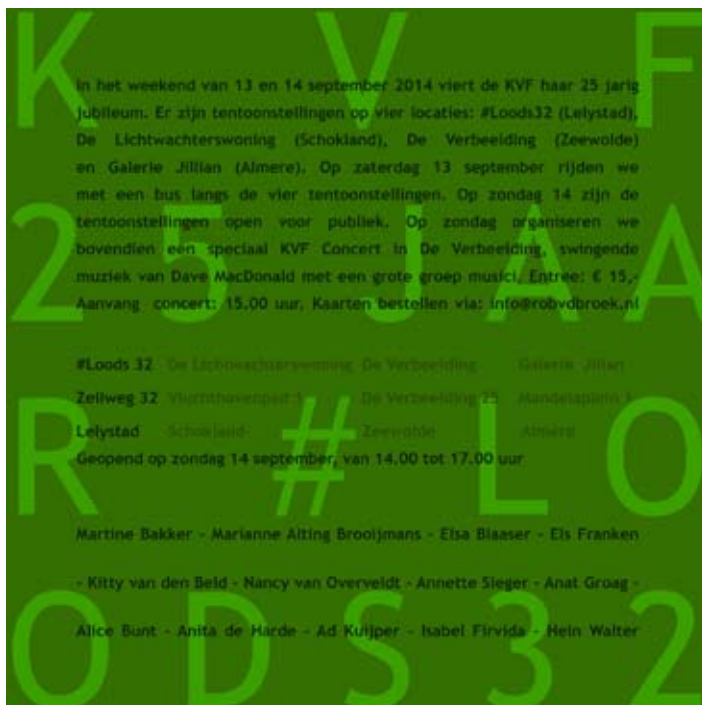 K V F
In het weekend van 13 en 14 september 2014 viert de KVF haar 25 jarig
jubileum. Er zijn tentoonstellingen op vier locaties: #Loods32 (Lelystad),
De Lichtwachterswoning (Schokland), De Verbeelding (Zeewolde)
en Galerie Jillian (Almere). Op zaterdag 13 september rijden we
met een bus langs de vier tentoonstellingen. Op zondag 14 zijn de
tentoonstellingen open voor publiek. Op zondag organiseren we
bovendien een speciaal KVF Concert in De Verbeelding, swingende
muziek van Dave MacDonald met een grote groep musici. Entree: € 15,-
Aanvang concert: 15.00 uur. Kaarten bestellen via: info@robvdbroek.nl
2 5 J A A
#Loods 32 De Lichtwachterswoning De Verbeelding Galerie Jillian
Zeilweg 32 De Verbeelding 25
Lelystad Schokland Zeewolde Almere
R # L O
Geopend op zondag 14 september, van 14.00 tot 17.00 uur
Martine Bakker - Marianne Alting Brooijmans - Elsa Blaaser - Els Franken
- Kitty van den Beld - Nancy van Overveldt - Annette Sieger - Anat Groag -
Alice Bunt - Anita de Harde - Ad Kuijper - Isabel Firvida - Hein Walter
O D S 3 2